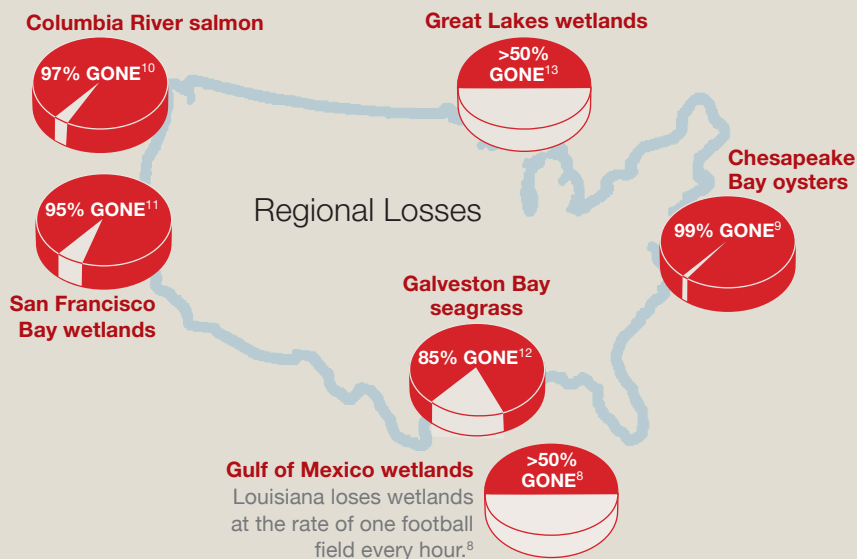 Columbia River salmon
97% GONE¹⁰
Great Lakes wetlands
>50%
GONE¹³
Chesapeake
Bay oysters
99% GONE⁹
95% GONE¹¹
San Francisco
Bay wetlands
Regional Losses
Galveston Bay
seagrass
85% GONE¹²
Gulf of Mexico wetlands
Louisiana loses wetlands
at the rate of one football
field every hour.⁸
>50%
GONE⁸